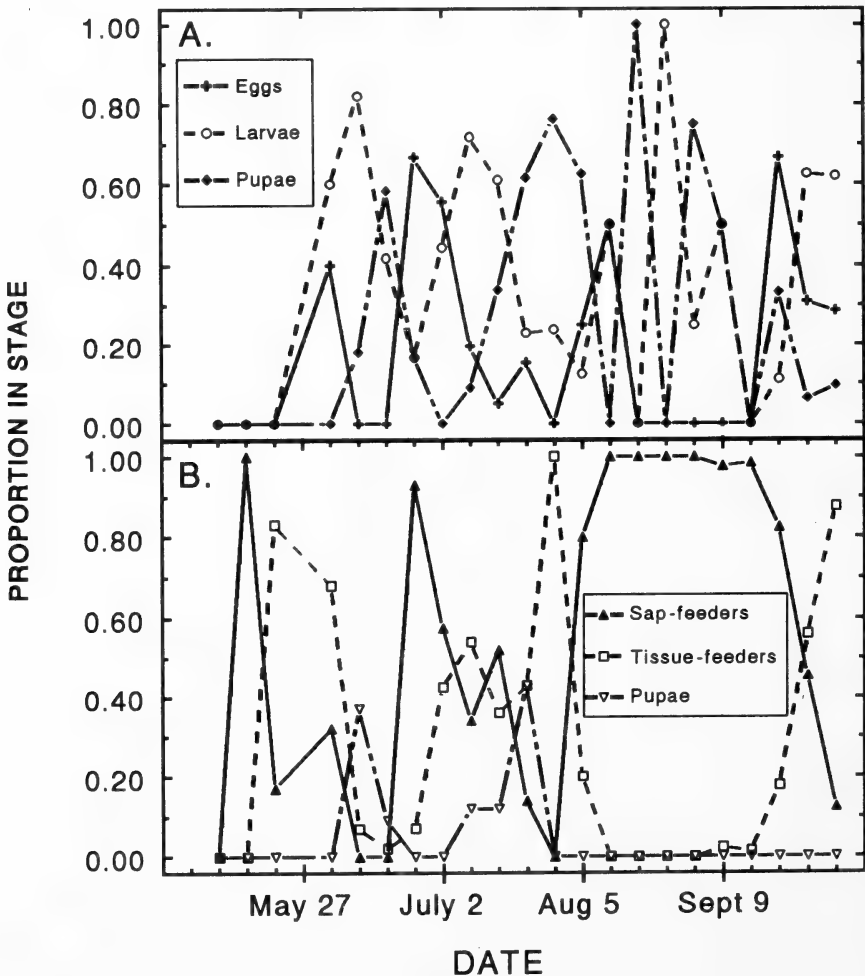 A.
Eggs
Larvae
Pupae
1.00
0.80
0.60
0.40
0.20
0.00
PROPORTION IN STAGE
B.
Sap-feeders
Tissue-feeders
Pupae
1.00
0.80
0.60
0.40
0.20
0.00
May 27
July 2
Aug 5
Sept 9
DATE